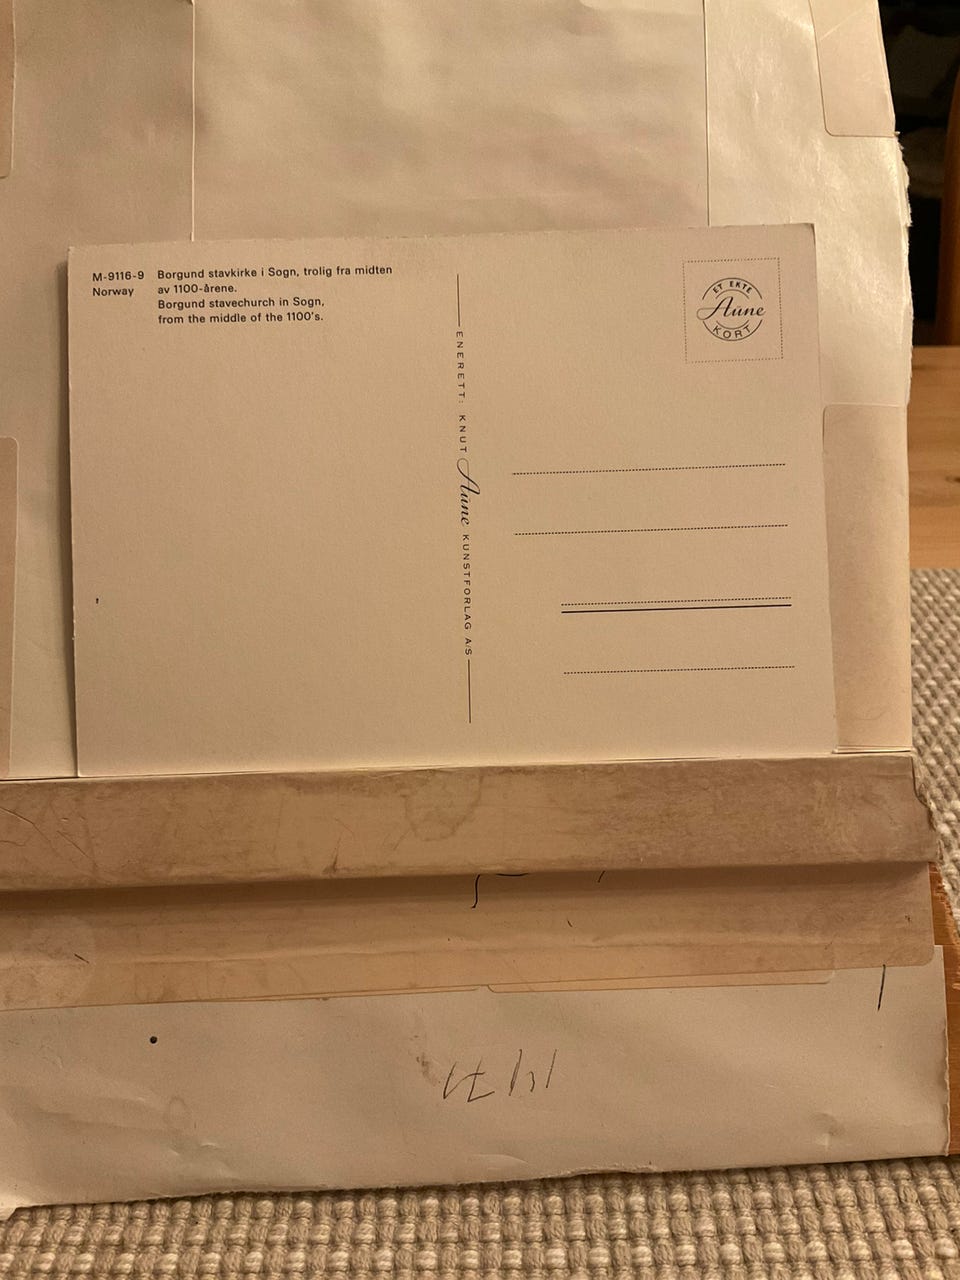 M-9116-9 Borgund stavkirke i Sogn, trolig fra midten
Norway av 1100-årene.
Borgund stavechurch in Sogn,
from the middle of the 1100's.
ENERETT: KNUT Aune KUNSTFORLAG A/S
ET EKTE
Aune
KORT